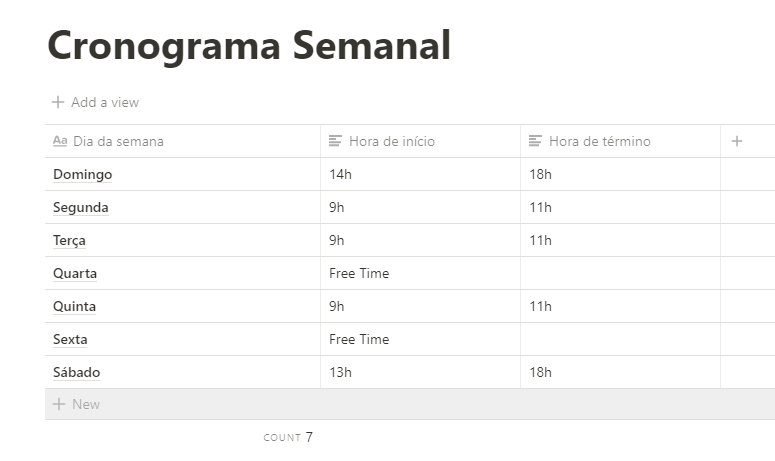 Cronograma Semanal
+ Add a view
Aa Dia da semana Hora de início Hora de término +
Domingo 14h 18h
Segunda 9h 11h
Terça 9h 11h
Quarta Free Time
Quinta 9h 11h
Sexta Free Time
Sábado 13h 18h
+ New
COUNT 7